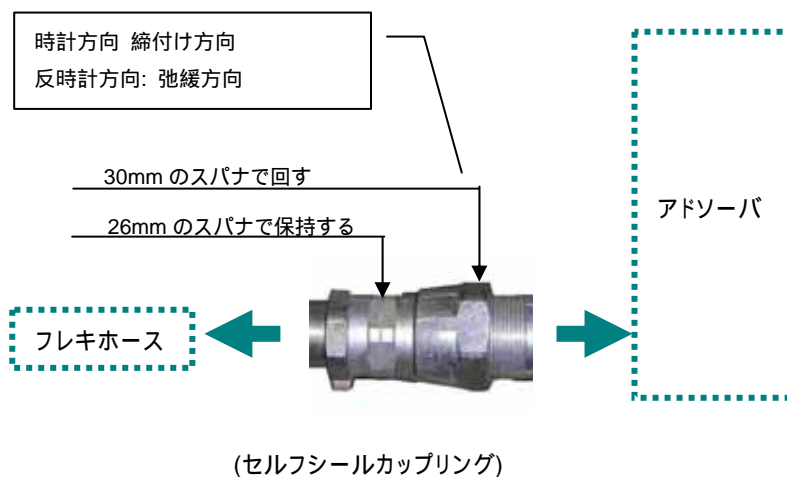 時計方向 締付け方向
反時計方向: 弛緩方向
30mm のスパナで回す
26mm のスパナで保持する
アドソーバ
フレキホース
(セルフシールカップリング)